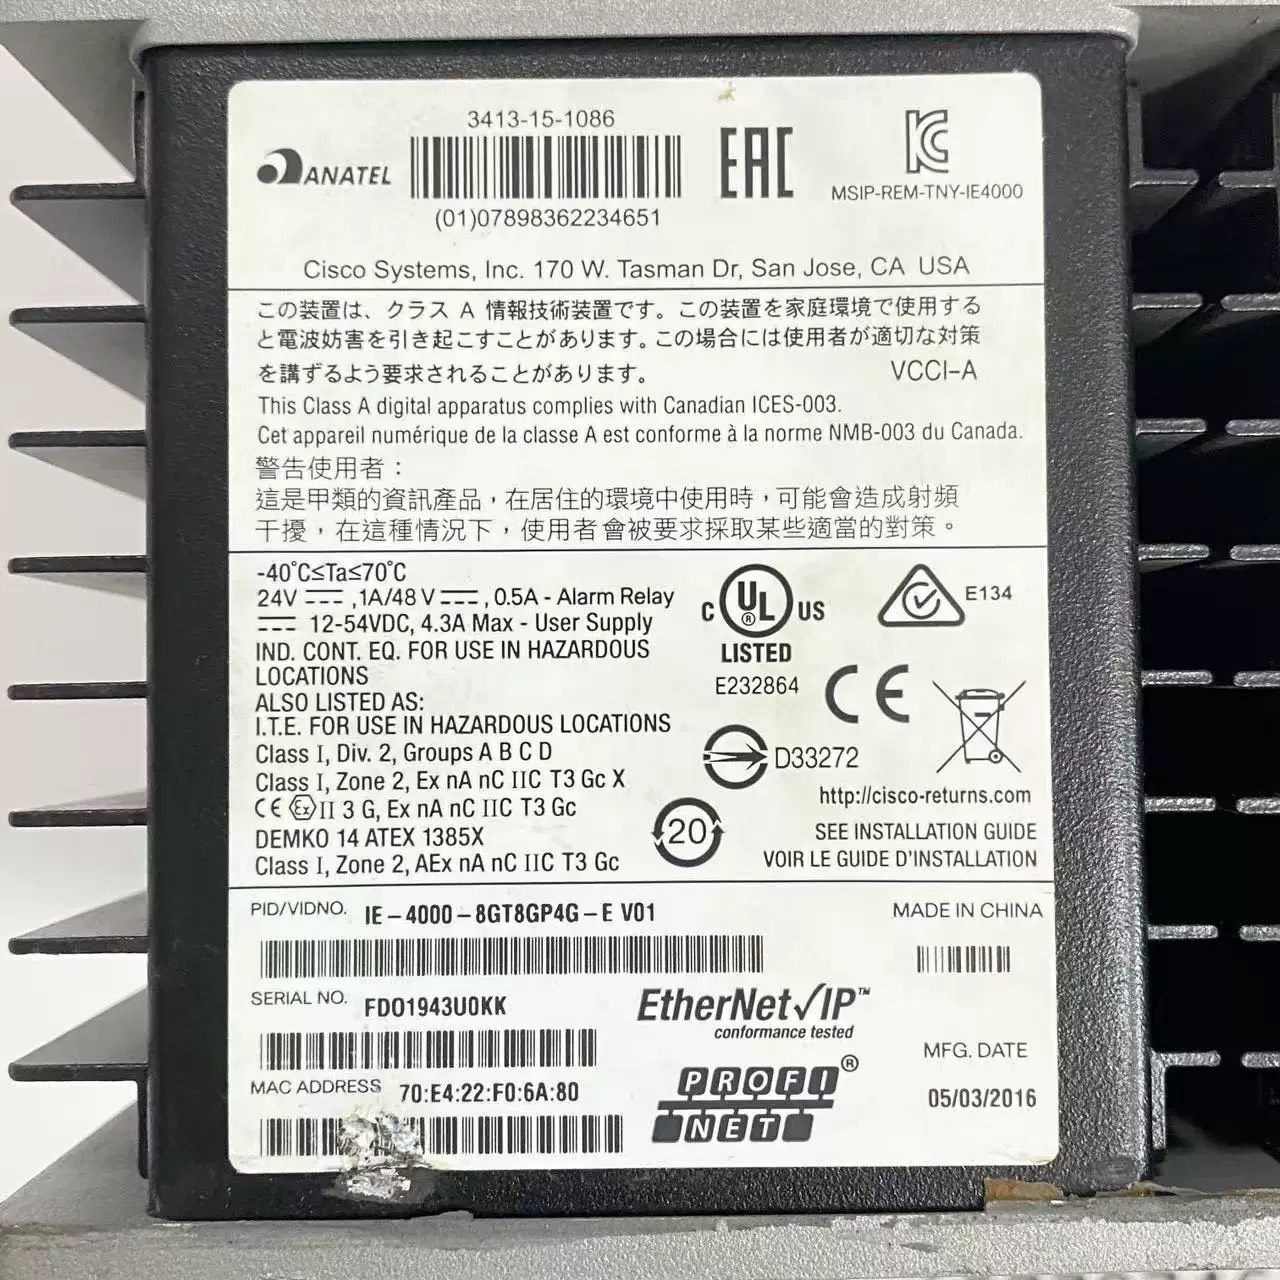 3413-15-1086
ANATEL
(01)07898362234651
EAC
KC
MSIP-REM-TNY-IE4000
Cisco Systems, Inc. 170 W. Tasman Dr, San Jose, CA USA
この装置は、クラス A 情報技術装置です。この装置を家庭環境で使用する
と電波妨害を引き起こすことがあります。この場合には使用者が適切な対策
を講ずるよう要求されることがあります。 VCCI-A
This Class A digital apparatus complies with Canadian ICES-003.
Cet appareil numérique de la classe A est conforme à la norme NMB-003 du Canada.
警告使用者：
這是甲類的資訊產品，在居住的環境中使用時，可能會造成射頻
干擾，在這種情況下，使用者會被要求採取某些適當的對策。
-40°C≤Ta≤70°C
24V ⎓, 1A/48 V ⎓, 0.5A - Alarm Relay
⎓ 12-54VDC, 4.3A Max - User Supply
IND. CONT. EQ. FOR USE IN HAZARDOUS
LOCATIONS
ALSO LISTED AS:
I.T.E. FOR USE IN HAZARDOUS LOCATIONS
Class I, Div. 2, Groups A B C D
Class I, Zone 2, Ex nA nC IIC T3 Gc X
CE Ex II 3 G, Ex nA nC IIC T3 Gc
DEMKO 14 ATEX 1385X
Class I, Zone 2, AEx nA nC IIC T3 Gc
C UL ® US
LISTED
E232864
E134
CE
D33272
20
http://cisco-returns.com
SEE INSTALLATION GUIDE
VOIR LE GUIDE D'INSTALLATION
PID/VIDNO. IE-4000-8GT8GP4G-E V01
MADE IN CHINA
SERIAL NO. FDO1943U0KK
EtherNet/IP™
conformance tested
MAC ADDRESS 70:E4:22:F0:6A:80
PROFI®
NET
MFG. DATE
05/03/2016